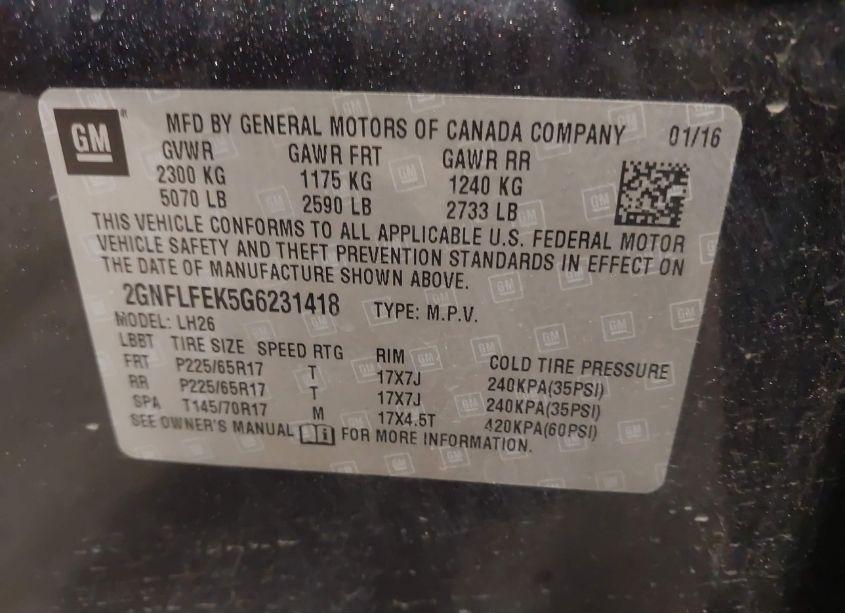 GM® MFD BY GENERAL MOTORS OF CANADA COMPANY 01/16
GVWR GAWR FRT GAWR RR
2300 KG 1175 KG 1240 KG
5070 LB 2590 LB 2733 LB
THIS VEHICLE CONFORMS TO ALL APPLICABLE U.S. FEDERAL MOTOR
VEHICLE SAFETY AND THEFT PREVENTION STANDARDS IN EFFECT ON
THE DATE OF MANUFACTURE SHOWN ABOVE.
2GNFLFEK5G6231418 TYPE: M.P.V.
MODEL: LH26
LBBT TIRE SIZE SPEED RTG RIM COLD TIRE PRESSURE
FRT P225/65R17 T 17X7J 240KPA(35PSI)
RR P225/65R17 T 17X7J 240KPA(35PSI)
SPA T145/70R17 M 17X4.5T 420KPA(60PSI)
SEE OWNER'S MANUAL i FOR MORE INFORMATION.